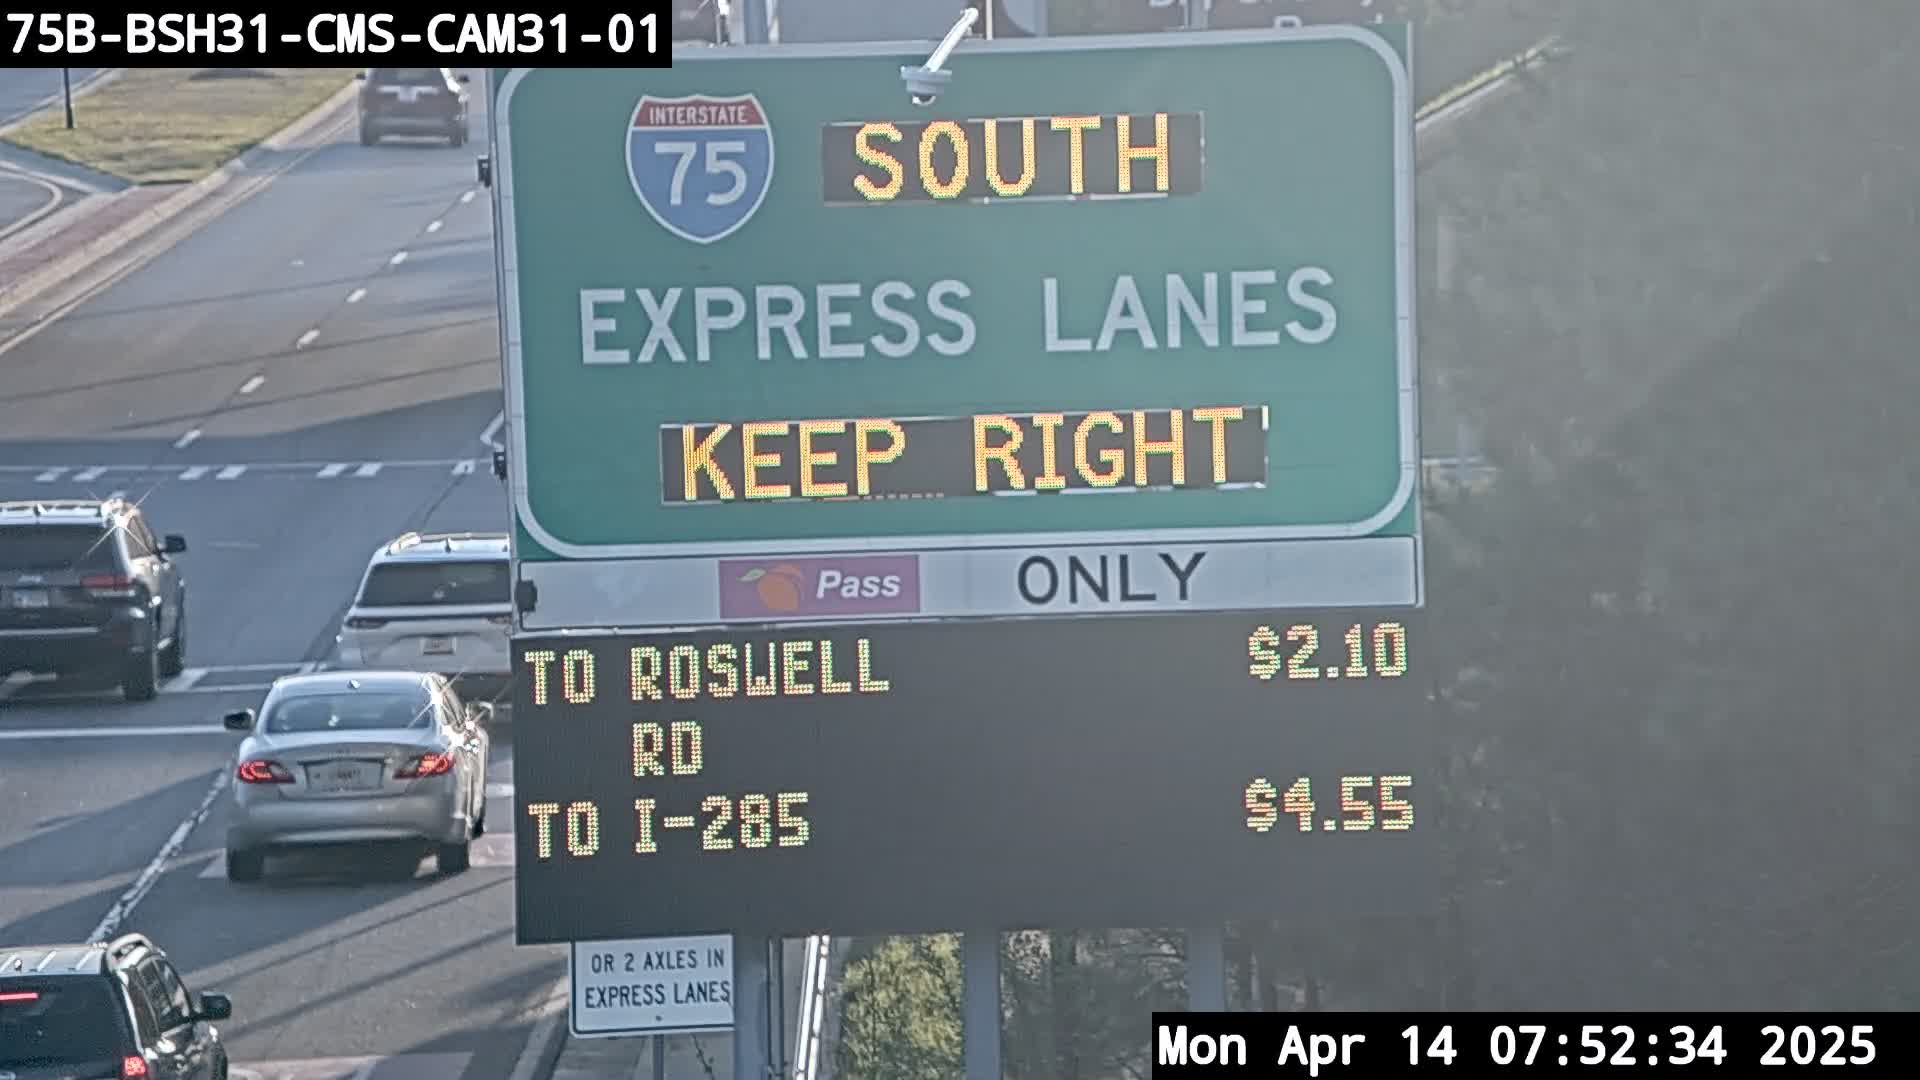 75B-BSH31-CMS-CAM31-01
INTERSTATE
75
SOUTH
EXPRESS LANES
KEEP RIGHT
Pass ONLY
TO ROSWELL $2.10
RD
TO I-285 $4.55
OR 2 AXLES IN
EXPRESS LANES
Mon Apr 14 07:52:34 2025